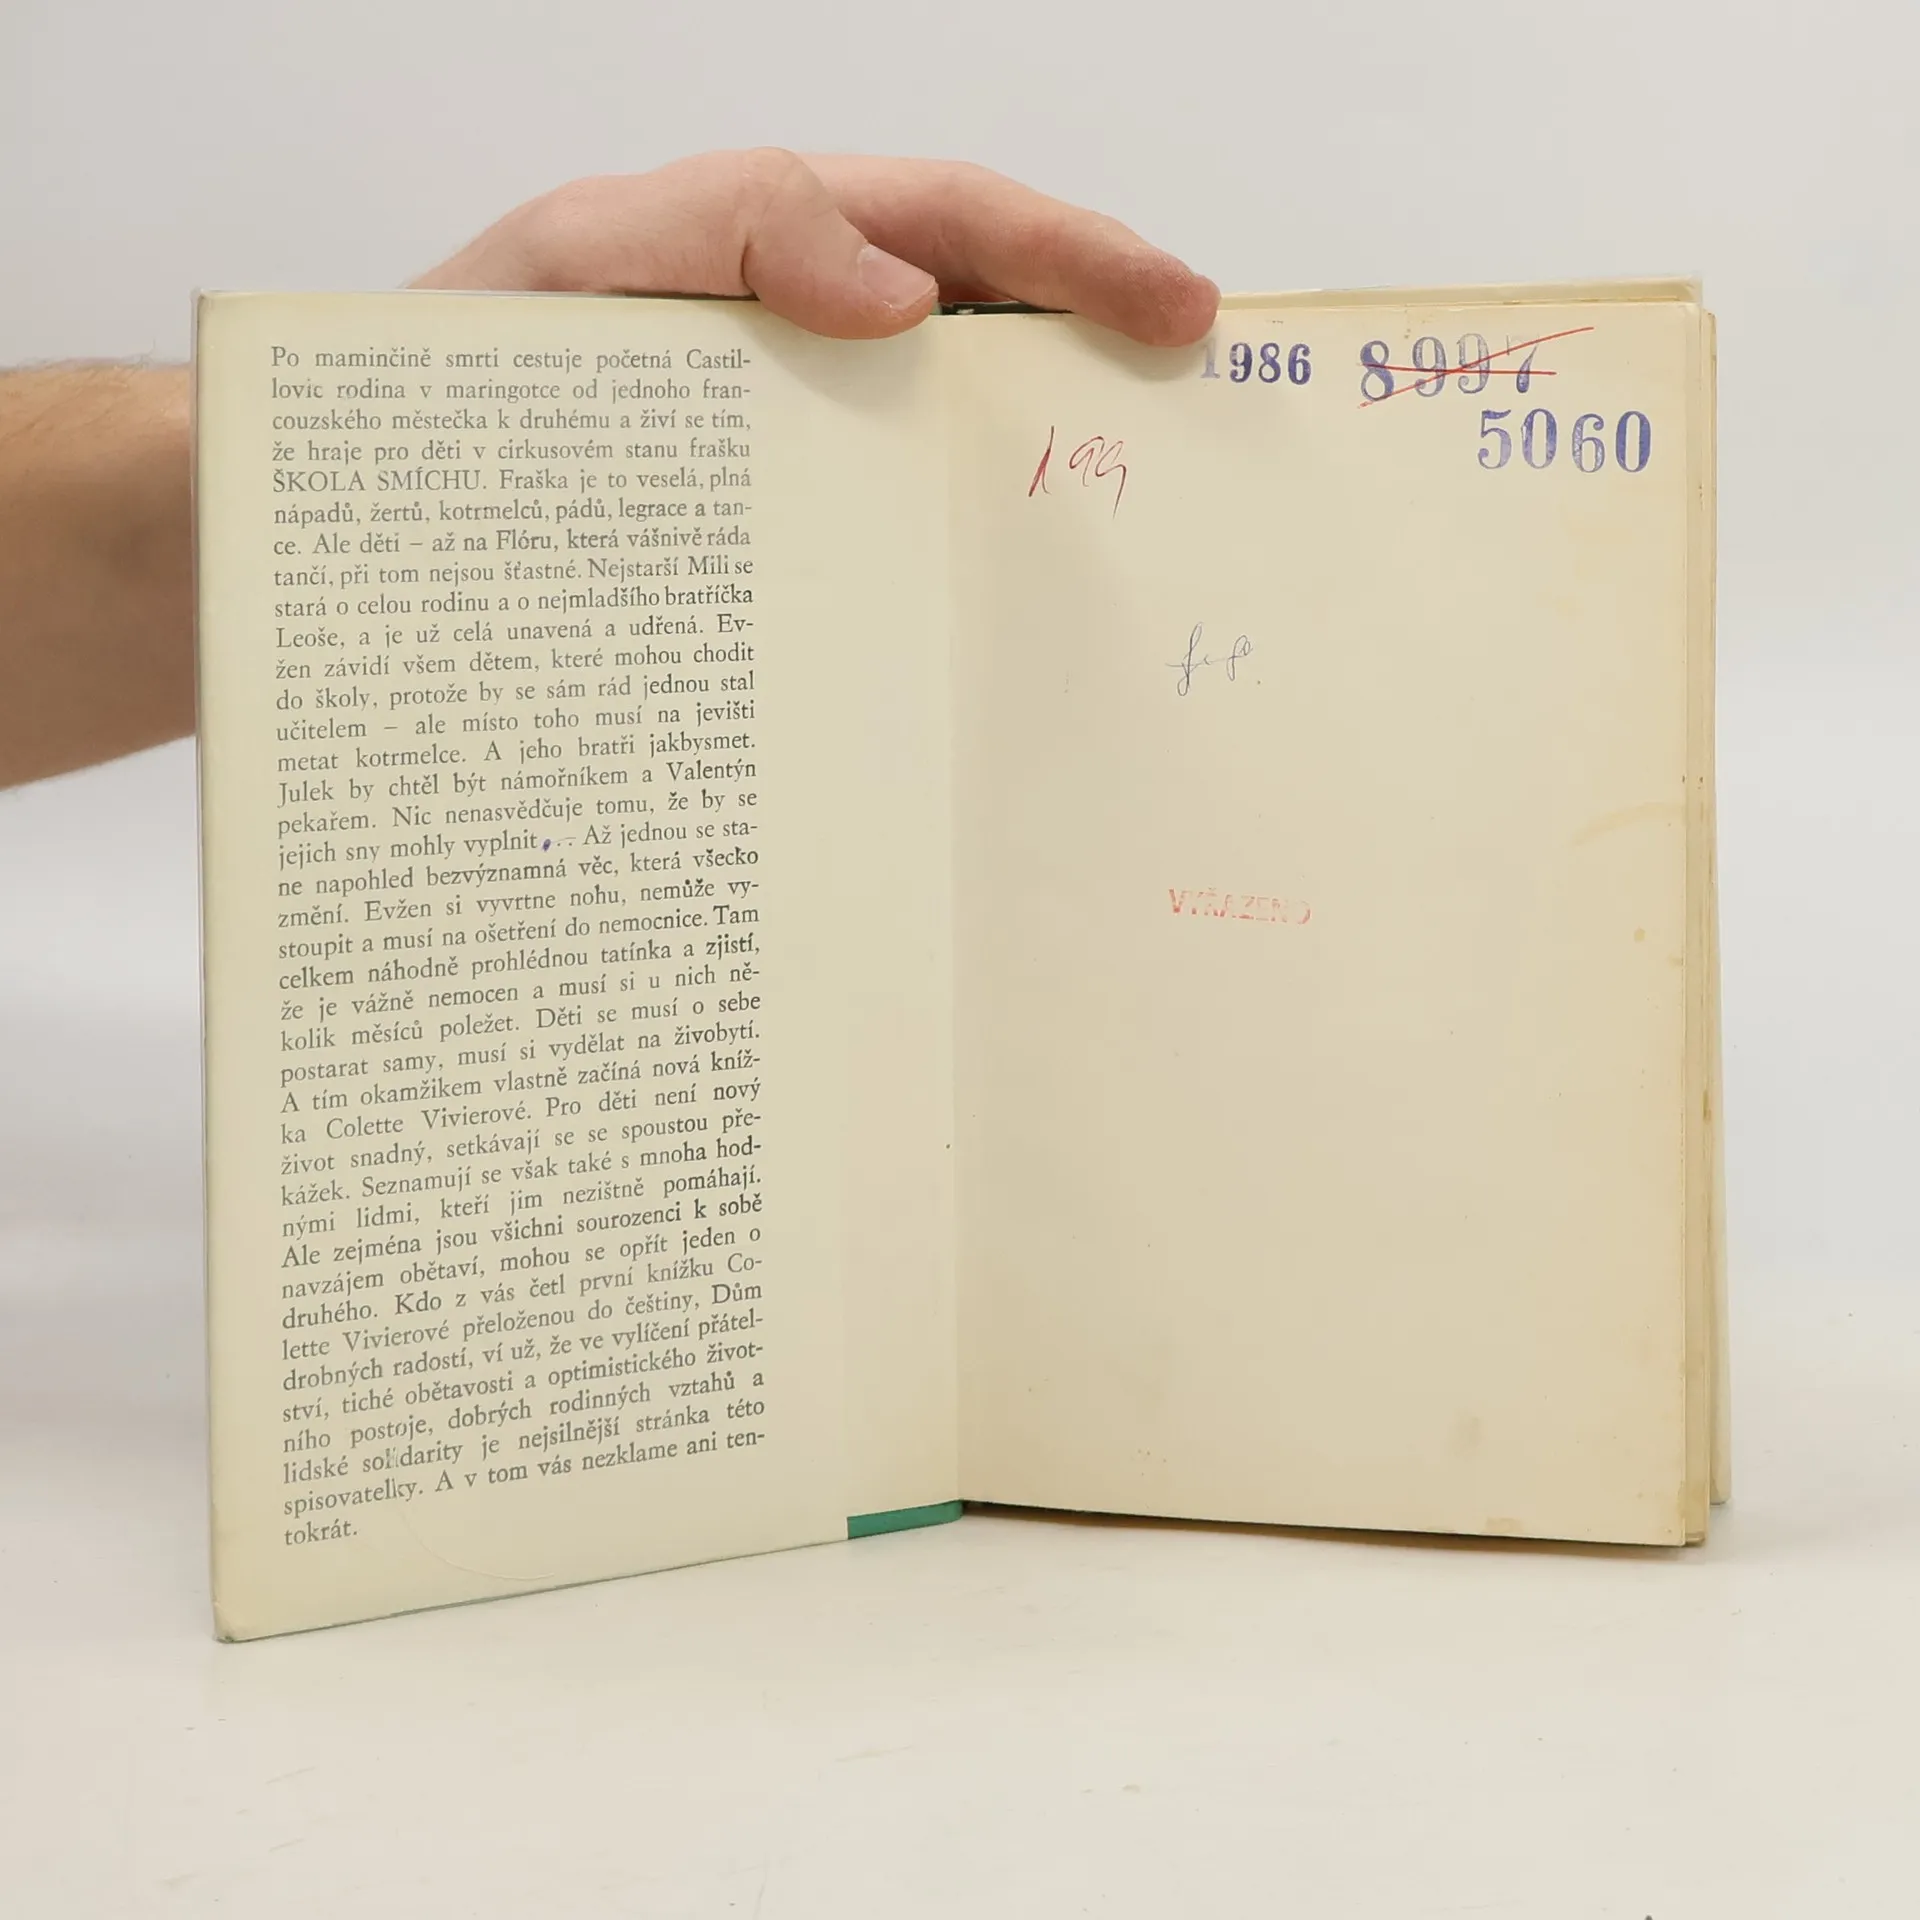 Po maminčině smrti cestuje početná Castil-
lovic rodina v maringotce od jednoho fran-
couzského městečka k druhému a živí se tím,
že hraje pro děti v cirkusovém stanu frašku
ŠKOLA SMÍCHU. Fraška je to veselá, plná
nápadů, žertů, kotrmelců, pádů, legrace a tan-
ce. Ale děti – až na Flóru, která vášnivě ráda
tančí, při tom nejsou šťastné. Nejstarší Mili se
stará o celou rodinu a o nejmladšího bratříčka
Leoše, a je už celá unavená a udřená. Ev-
žen závidí všem dětem, které mohou chodit
do školy, protože by se sám rád jednou stal
učitelem – ale místo toho musí na jevišti
metat kotrmelce. A jeho bratři jakbysmet.
Julek by chtěl být námořníkem a Valentýn
pekařem. Nic nenasvědčuje tomu, že by se
jejich sny mohly vyplnit... – Až jednou se sta-
ne napohled bezvýznamná věc, která všecko
změní. Evžen si vyvrtne nohu, nemůže vy-
stoupit a musí na ošetření do nemocnice. Tam
celkem náhodně prohlédnou tatínka a zjistí,
že je vážně nemocen a musí si u nich ně-
kolik měsíců poležet. Děti se musí o sebe
postarat samy, musí si vydělat na živobytí.
A tím okamžikem vlastně začíná nová kníž-
ka Colette Vivierové. Pro děti není nový
život snadný, setkávají se se spoustou pře-
kážek. Seznamují se však také s mnoha hod-
nými lidmi, kteří jim nezištně pomáhají.
Ale zejména jsou všichni sourozenci k sobě
navzájem obětaví, mohou se opřít jeden o
druhého. Kdo z vás četl první knížku Co-
lette Vivierové přeloženou do češtiny, Dům
drobných radostí, ví už, že ve vylíčení přátel-
ství, tiché obětavosti a optimistického život-
ního postoje, dobrých rodinných vztahů a
lidské solidarity je nejsilnější stránka této
spisovatelky. A v tom vás nezklame ani ten-
tokrát.
1986 8997
5060
199
VYŘAZENO